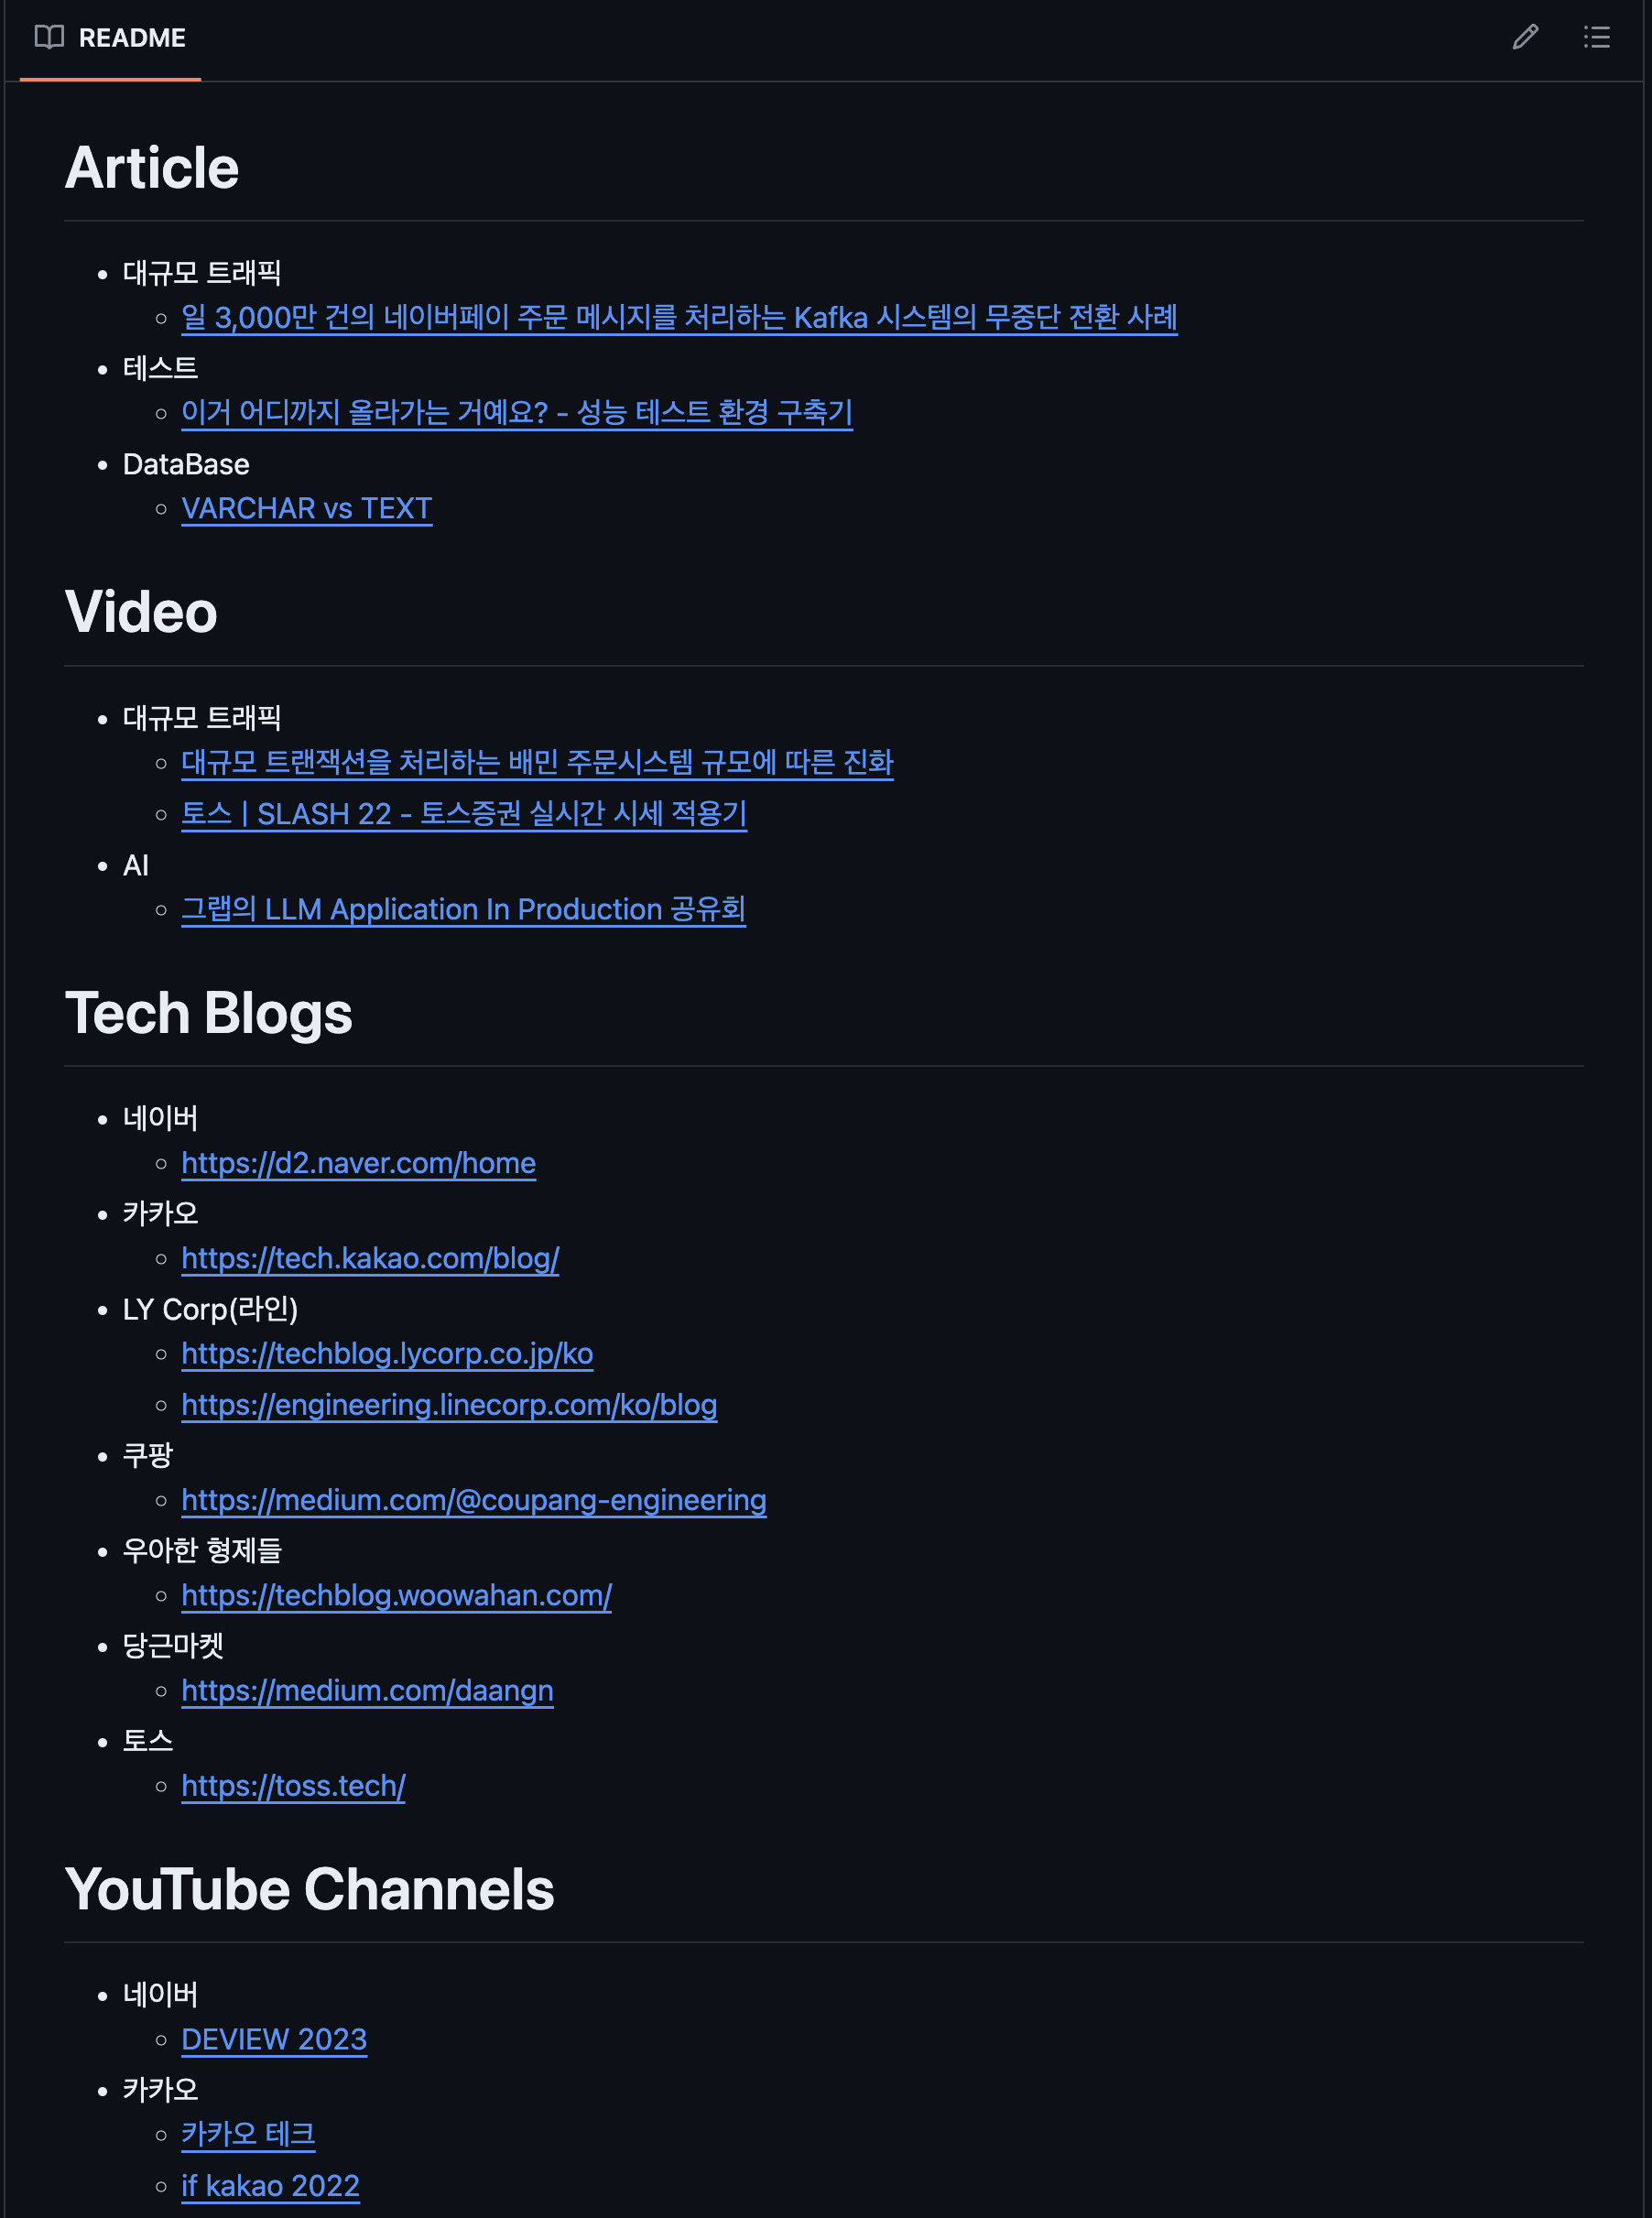 README
Article
대규모 트래픽
일 3,000만 건의 네이버페이 주문 메시지를 처리하는 Kafka 시스템의 무중단 전환 사례
테스트
이거 어디까지 올라가는 거예요? - 성능 테스트 환경 구축기
DataBase
VARCHAR vs TEXT
Video
대규모 트래픽
대규모 트랜잭션을 처리하는 배민 주문시스템 규모에 따른 진화
토스ㅣSLASH 22 - 토스증권 실시간 시세 적용기
AI
그랩의 LLM Application In Production 공유회
Tech Blogs
네이버
https://d2.naver.com/home
카카오
https://tech.kakao.com/blog/
LY Corp(라인)
https://techblog.lycorp.co.jp/ko
https://engineering.linecorp.com/ko/blog
쿠팡
https://medium.com/@coupang-engineering
우아한 형제들
https://techblog.woowahan.com/
당근마켓
https://medium.com/daangn
토스
https://toss.tech/
YouTube Channels
네이버
DEVIEW 2023
카카오
카카오 테크
if kakao 2022